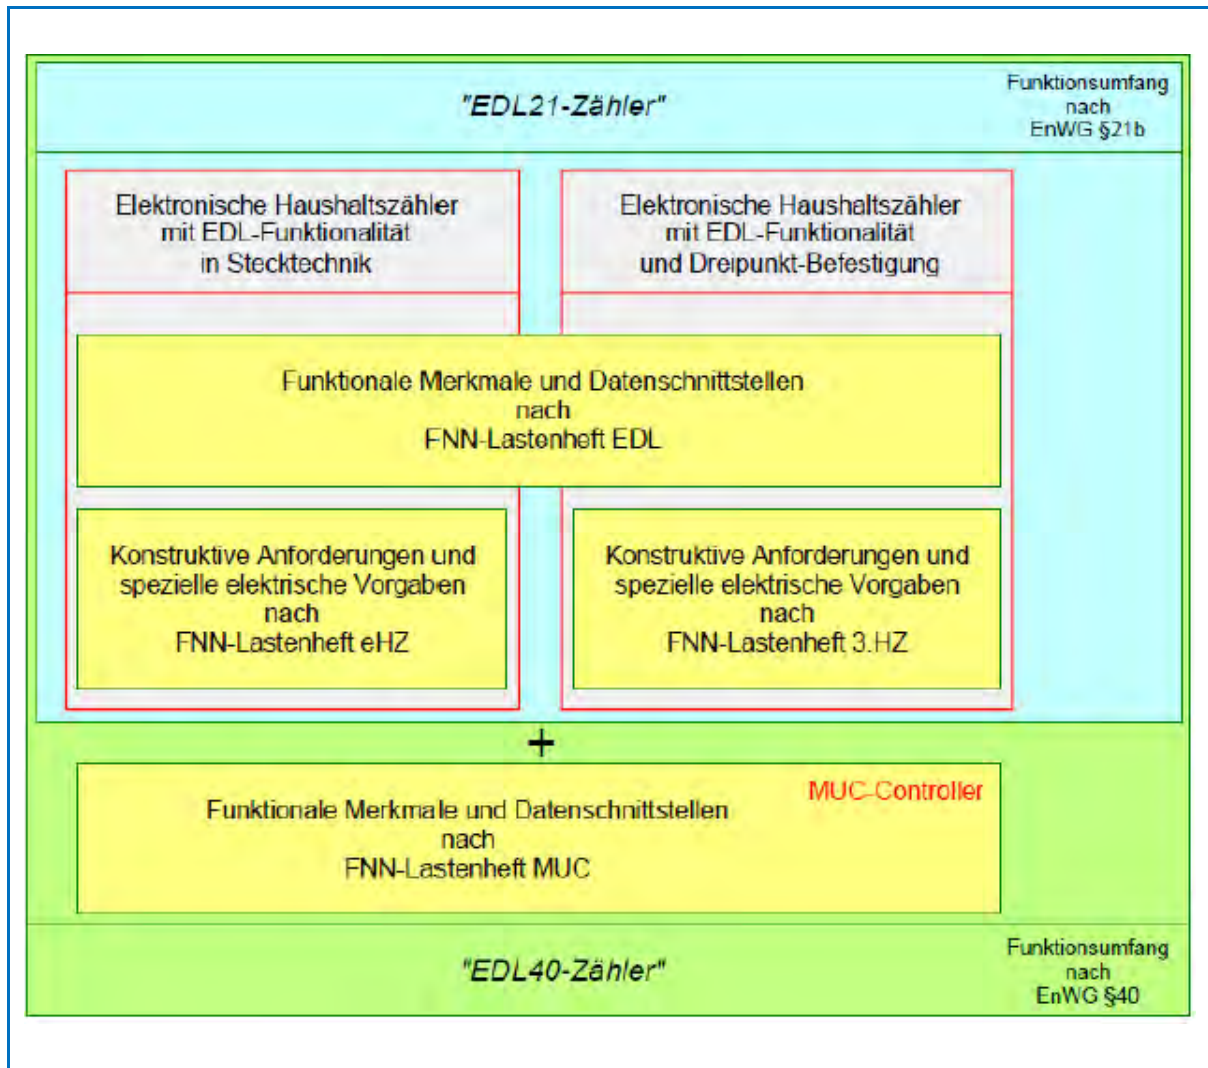 "EDL21-Zähler"
Funktionsumfang
nach
EnWG §21b
Elektronische Haushaltszähler
mit EDL-Funktionalität
in Stecktechnik
Elektronische Haushaltszähler
mit EDL-Funktionalität
und Dreipunkt-Befestigung
Funktionale Merkmale und Datenschnittstellen
nach
FNN-Lastenheft EDL
Konstruktive Anforderungen und
spezielle elektrische Vorgaben
nach
FNN-Lastenheft eHZ
Konstruktive Anforderungen und
spezielle elektrische Vorgaben
nach
FNN-Lastenheft 3.HZ
+
MUC-Controller
Funktionale Merkmale und Datenschnittstellen
nach
FNN-Lastenheft MUC
"EDL40-Zähler"
Funktionsumfang
nach
EnWG §40